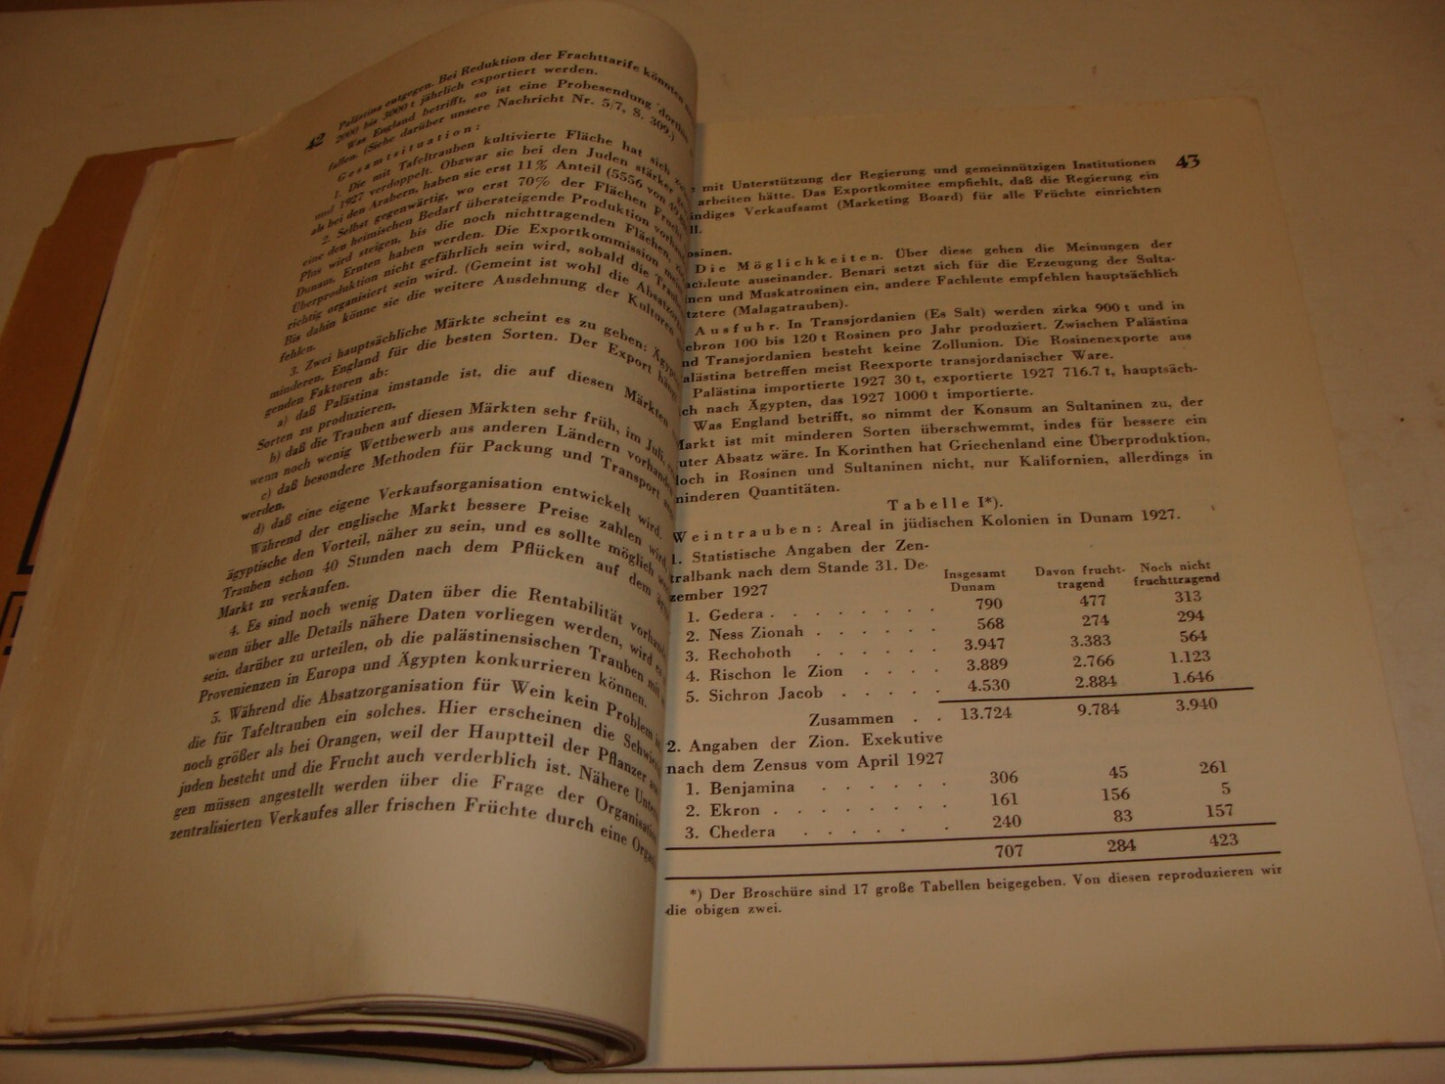 42
Palästina entgegen. Bei Reduktion der Frachttarife könnten
2000 bis 3000 t jährlich exportiert werden.
Was England betrifft, so ist eine Probesendung dorthin
fallen. (Siehe darüber unsere Nachricht Nr. 5/7, S. 309.)
Gesamtsituation:
1. Die mit Tafeltrauben kultivierte Fläche hat sich
und 1927 verdoppelt. Obzwar sie bei den Juden stärker
als bei den Arabern, haben sie erst 11% Anteil (5556 von
2. Selbst gegenwärtig, wo erst 70% der Flächen
eine den heimischen Bedarf übersteigende Produktion
Plus wird steigen, bis die noch nichttragenden Flächen,
Dunam, Ernten haben werden. Die Exportkommission
Überproduktion nicht gefährlich sein wird, sobald die
richtig organisiert sein wird. (Gemeint ist wohl die
Bis dahin könne sie die weitere Ausdehnung der Kulturen
fehlen.
3. Zwei hauptsächliche Märkte scheint es zu geben:
minderen, England für die besten Sorten. Der Export
genden Faktoren ab:
a) daß Palästina imstande ist, die auf diesen Märkten
Sorten zu produzieren,
b) daß die Trauben auf diesen Märkten sehr früh, im Juli,
wenn noch wenig Wettbewerb aus anderen Ländern
c) daß besondere Methoden für Packung und Transport
werden,
d) daß eine eigene Verkaufsorganisation entwickelt wird.
Während der englische Markt bessere Preise zahlen wird,
ägyptische den Vorteil, näher zu sein, und es sollte möglich
Trauben schon 40 Stunden nach dem Pflücken auf dem
Markt zu verkaufen.
4. Es sind noch wenig Daten über die Rentabilität
wenn über alle Details nähere Daten vorliegen werden, wird es
sein, darüber zu urteilen, ob die palästinensischen Trauben mit
Provenienzen in Europa und Ägypten konkurrieren können.
5. Während die Absatzorganisation für Wein kein Problem
die für Tafeltrauben ein solches. Hier erscheinen die
noch größer als bei Orangen, weil der Hauptteil der Pflanzer
juden besteht und die Frucht auch verderblich ist. Nähere
gen müssen angestellt werden über die Frage der
zentralisierten Verkaufes aller frischen Früchte durch eine
43
mit Unterstützung der Regierung und gemeinnützigen Institutionen
arbeiten hätte. Das Exportkomitee empfiehlt, daß die Regierung ein
ndiges Verkaufsamt (Marketing Board) für alle Früchte einrichten
ll.
osinen.
Die Möglichkeiten. Über diese gehen die Meinungen der
achleute auseinander. Benari setzt sich für die Erzeugung der Sulta-
nen und Muskatrosinen ein, andere Fachleute empfehlen hauptsächlich
tztere (Malagatrauben).
Ausfuhr. In Transjordanien (Es Salt) werden zirka 900 t und in
ebron 100 bis 120 t Rosinen pro Jahr produziert. Zwischen Palästina
nd Transjordanien besteht keine Zollunion. Die Rosinenexporte aus
alästina betreffen meist Reexporte transjordanischer Ware.
Palästina importierte 1927 30 t, exportierte 1927 716.7 t, hauptsäch-
ich nach Ägypten, das 1927 1000 t importierte.
Was England betrifft, so nimmt der Konsum an Sultaninen zu, der
Markt ist mit minderen Sorten überschwemmt, indes für bessere ein
uter Absatz wäre. In Korinthen hat Griechenland eine Überproduktion,
doch in Rosinen und Sultaninen nicht, nur Kalifornien, allerdings in
minderen Quantitäten.
Tabelle I*).
Weintrauben: Areal in jüdischen Kolonien in Dunam 1927.
1. Statistische Angaben der Zen-
tralbank nach dem Stande 31. De-
zember 1927
Insgesamt Dunam Davon frucht-tragend Noch nicht fruchttragend
1. Gedera . . . . . . . . 790 477 313
2. Ness Zionah . . . . . . 568 274 294
3. Rechoboth . . . . . . 3.947 3.383 564
4. Rischon le Zion . . . . 3.889 2.766 1.123
5. Sichron Jacob . . . . . 4.530 2.884 1.646
Zusammen . . 13.724 9.784 3.940
2. Angaben der Zion. Exekutive
nach dem Zensus vom April 1927
1. Benjamina . . . . . . 306 45 261
2. Ekron . . . . . . . . 161 156 5
3. Chedera . . . . . . 240 83 157
707 284 423
*) Der Broschüre sind 17 große Tabellen beigegeben. Von diesen reproduzieren wir
die obigen zwei.